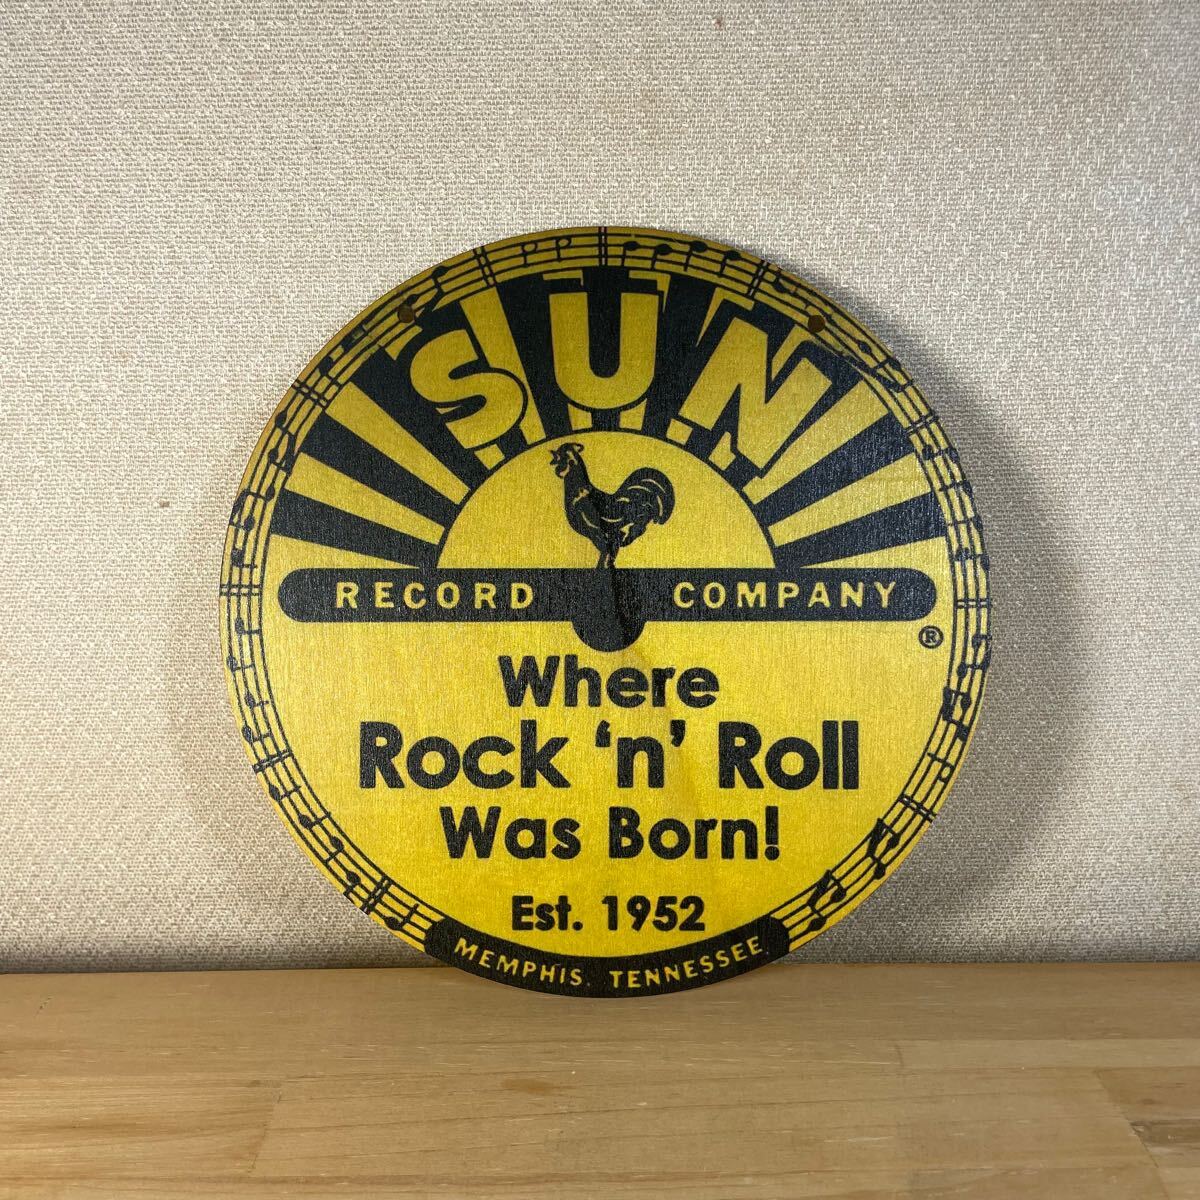 SUN
RECORD COMPANY
®
Where
Rock 'n' Roll
Was Born!
Est. 1952
MEMPHIS, TENNESSEE